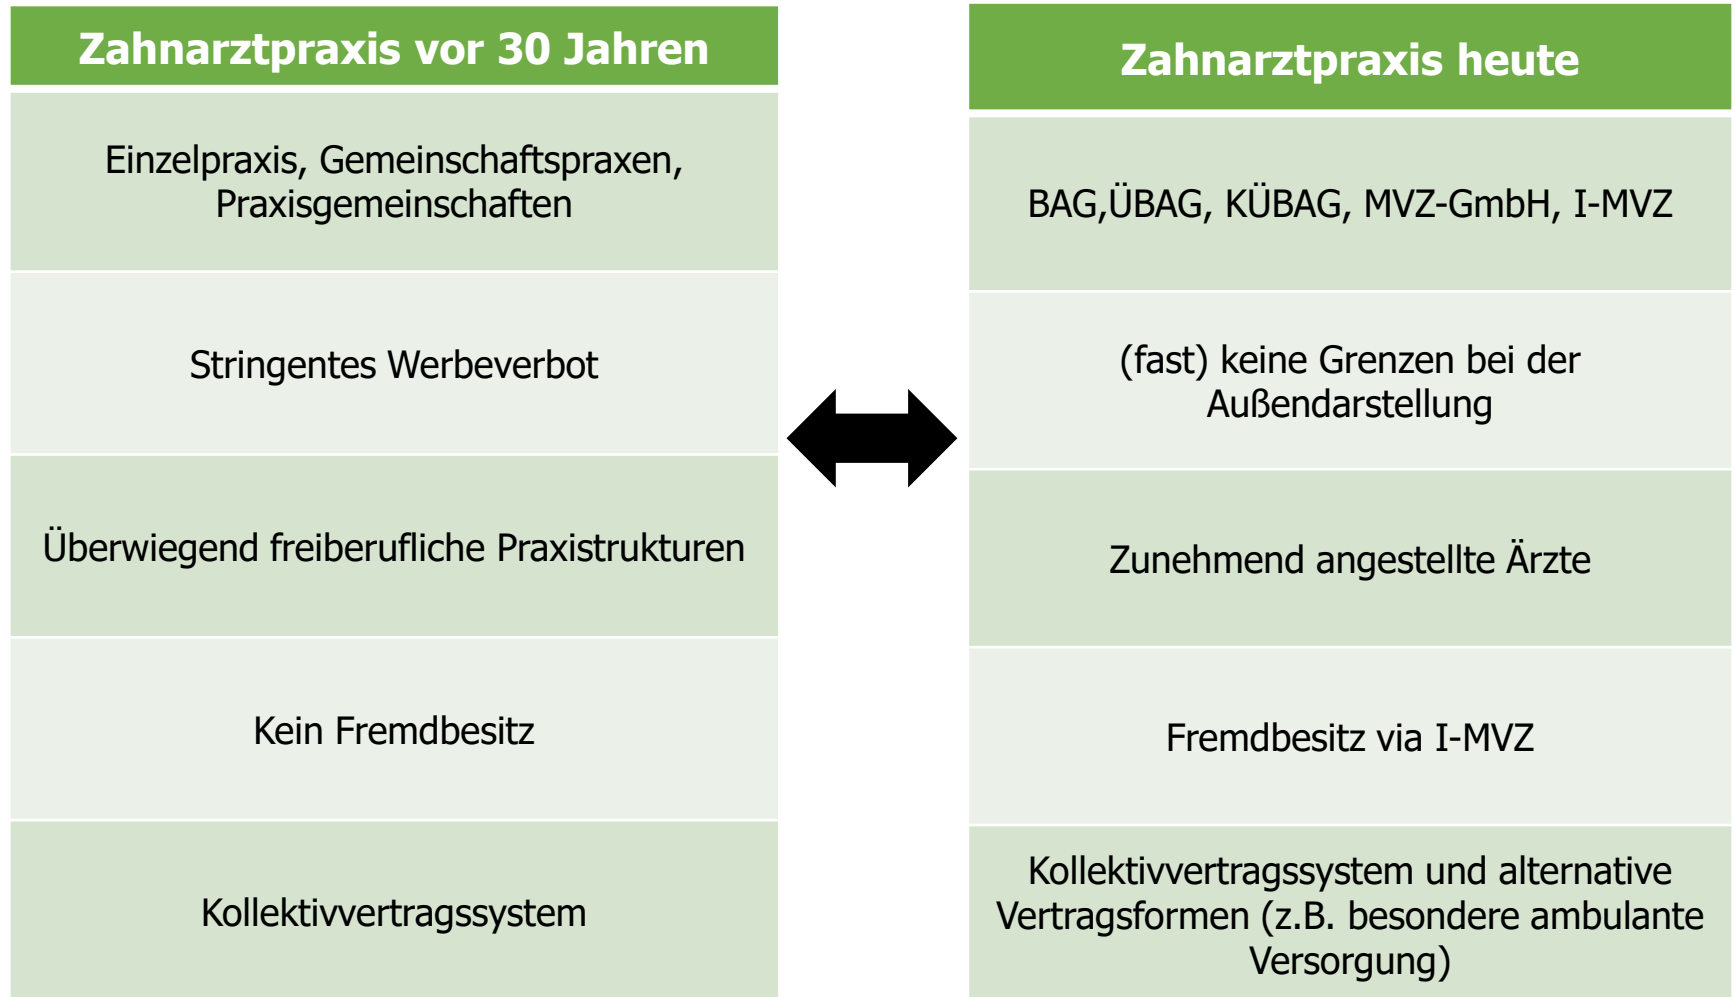 Zahnarztpraxis vor 30 Jahren
Einzelpraxis, Gemeinschaftspraxen,
Praxisgemeinschaften
Stringentes Werbeverbot
Überwiegend freiberufliche Praxistrukturen
Kein Fremdbesitz
Kollektivvertragssystem
Zahnarztpraxis heute
BAG,ÜBAG, KÜBAG, MVZ-GmbH, I-MVZ
(fast) keine Grenzen bei der
Außendarstellung
Zunehmend angestellte Ärzte
Fremdbesitz via I-MVZ
Kollektivvertragssystem und alternative
Vertragsformen (z.B. besondere ambulante
Versorgung)